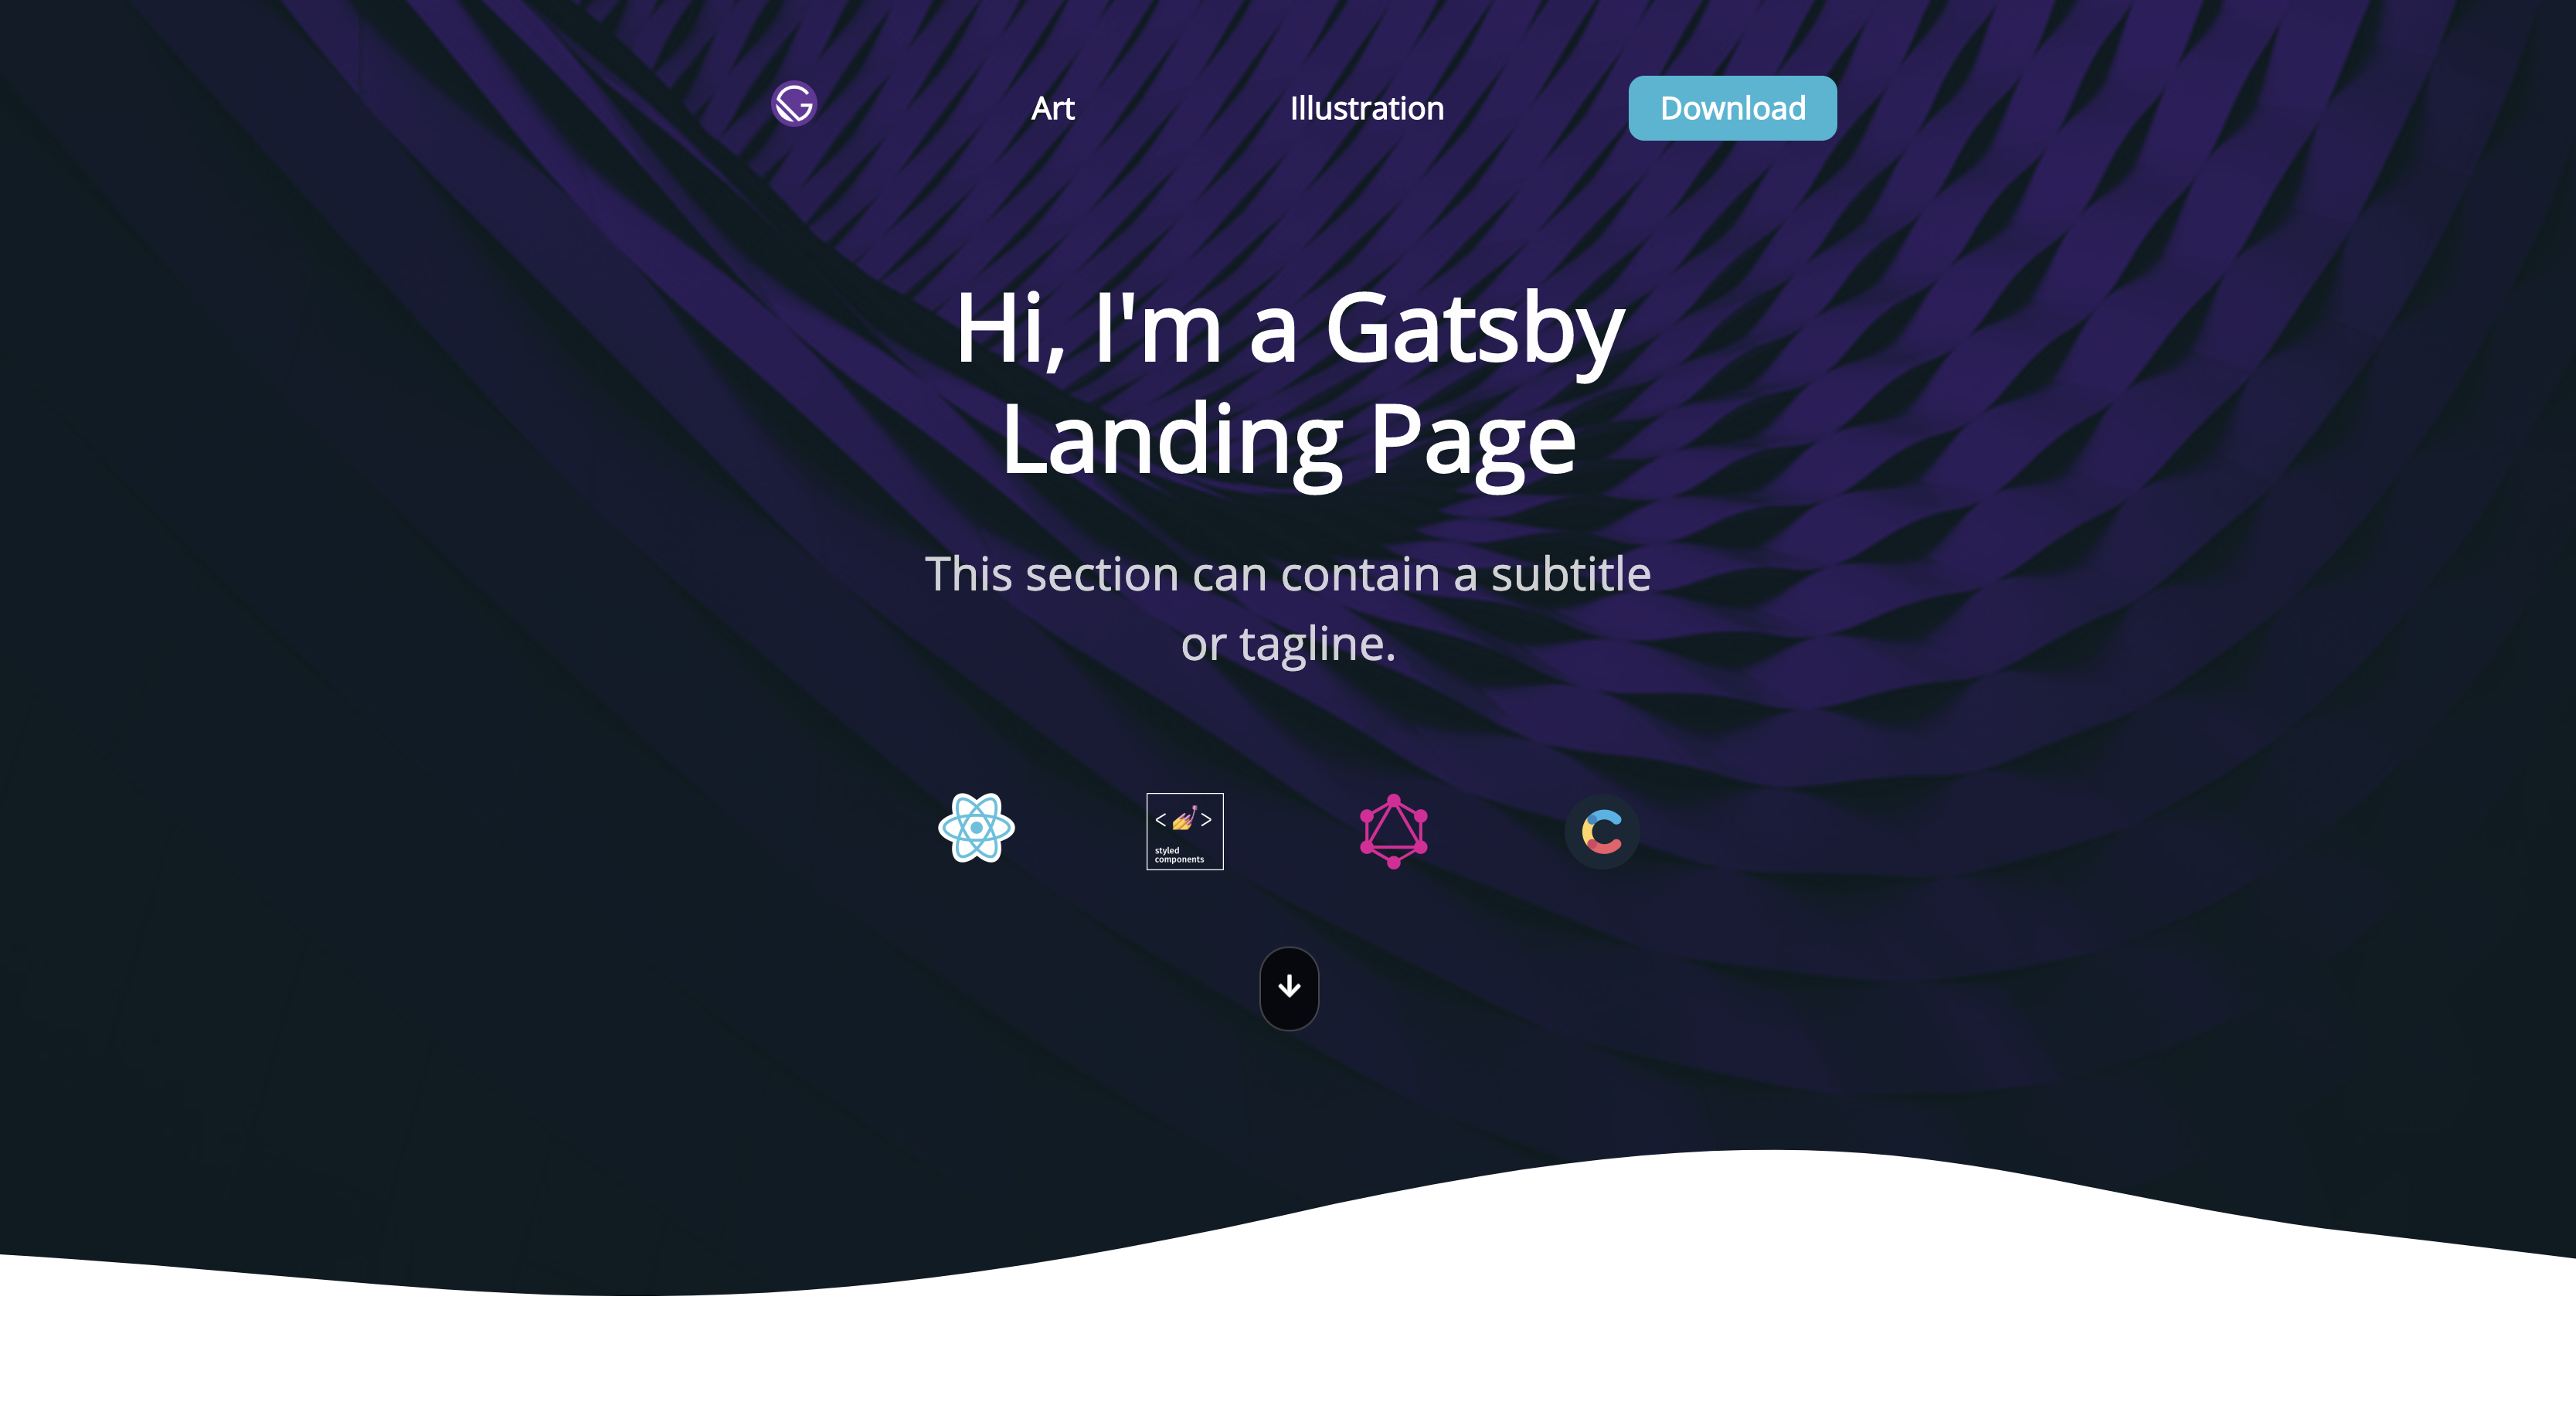 Art
Illustration
Download
Hi, I'm a Gatsby
Landing Page
This section can contain a subtitle
or tagline.
< >
styled
components